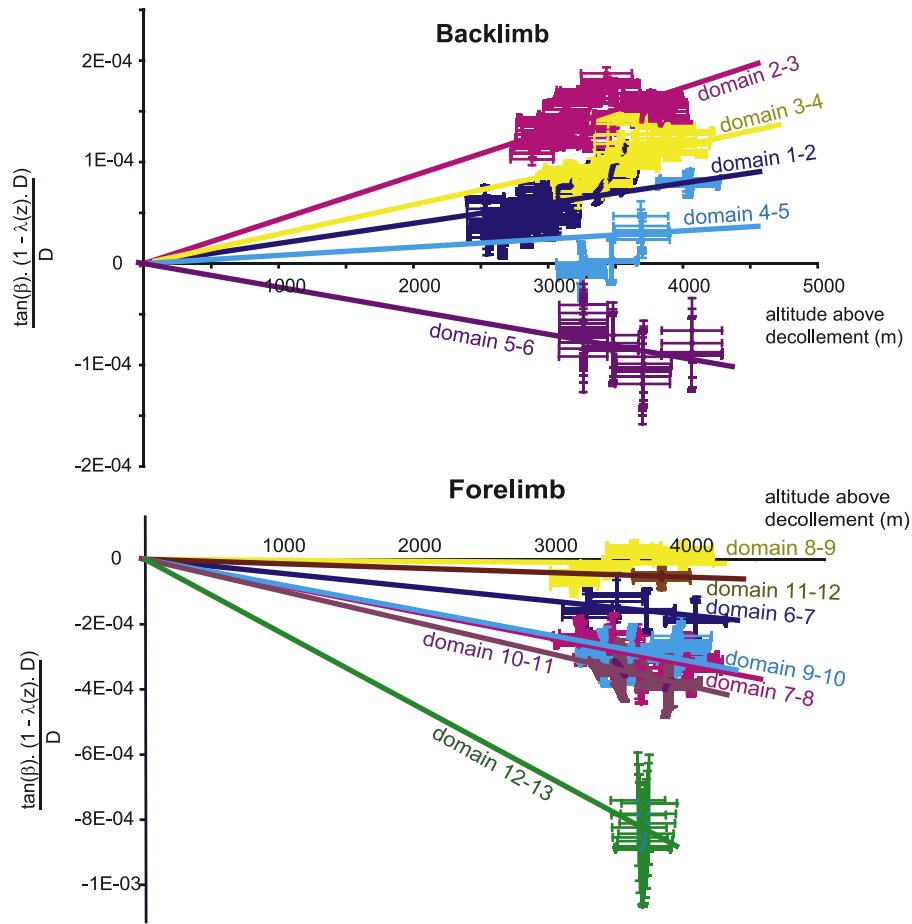 Backlimb
2E-04
domain 2-3
domain 3-4
1E-04
domain 1-2
domain 4-5
tan(β). (1 - λ(z). D)
D
0
1000
2000
3000
4000
5000
altitude above
decollement (m)
domain 5-6
-1E-04
-2E-04
Forelimb
altitude above
decollement (m)
0
1000
2000
3000
4000
domain 8-9
domain 11-12
domain 6-7
-2E-04
domain 10-11
domain 9-10
domain 7-8
-4E-04
tan(β). (1 - λ(z). D)
D
-6E-04
domain 12-13
-8E-04
-1E-03